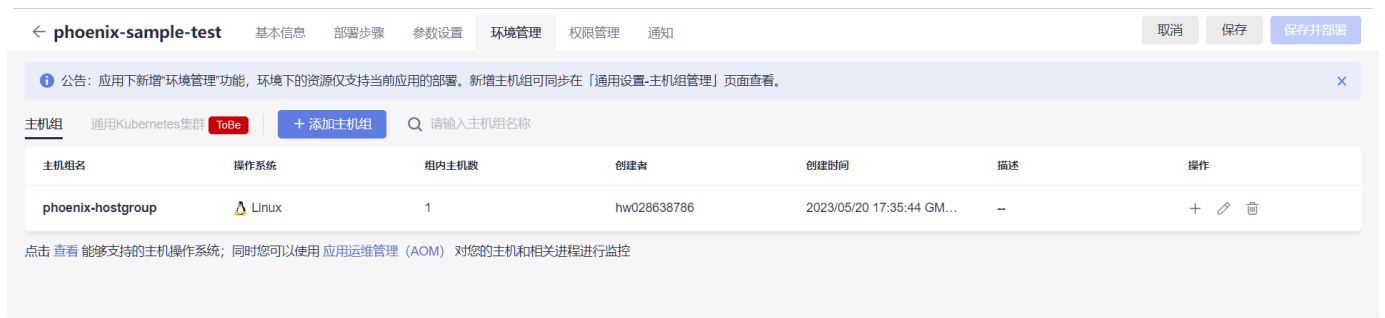 phoenix-sample-test 基本信息 部署步骤 参数设置 环境管理 权限管理 通知 取消 保存 保存并部署
公告：应用下新增“环境管理”功能，环境下的资源仅支持当前应用的部署。新增主机组可同步在「通用设置-主机组管理」页面查看。
主机组 通用Kubernetes集群 ToBe + 添加主机组 请输入主机组名称
主机组名 操作系统 组内主机数 创建者 创建时间 描述 操作
phoenix-hostgroup Linux 1 hw028638786 2023/05/20 17:35:44 GM... --
点击 查看 能够支持的主机操作系统；同时您可以使用 应用运维管理（AOM） 对您的主机和相关进程进行监控